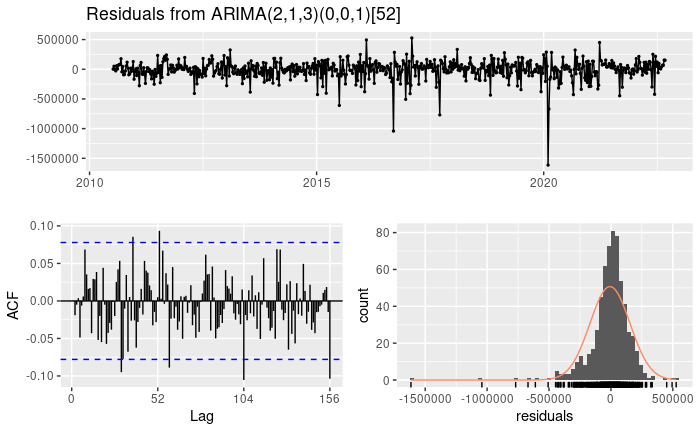 Residuals from ARIMA(2,1,3)(0,0,1)[52]
500000
0
-500000
-1000000
-1500000
2010 2015 2020
ACF
0.10
0.05
0.00
-0.05
-0.10
0 52 104 156
Lag
count
80
60
40
20
0
-1500000 -1000000 -500000 0 500000
residuals